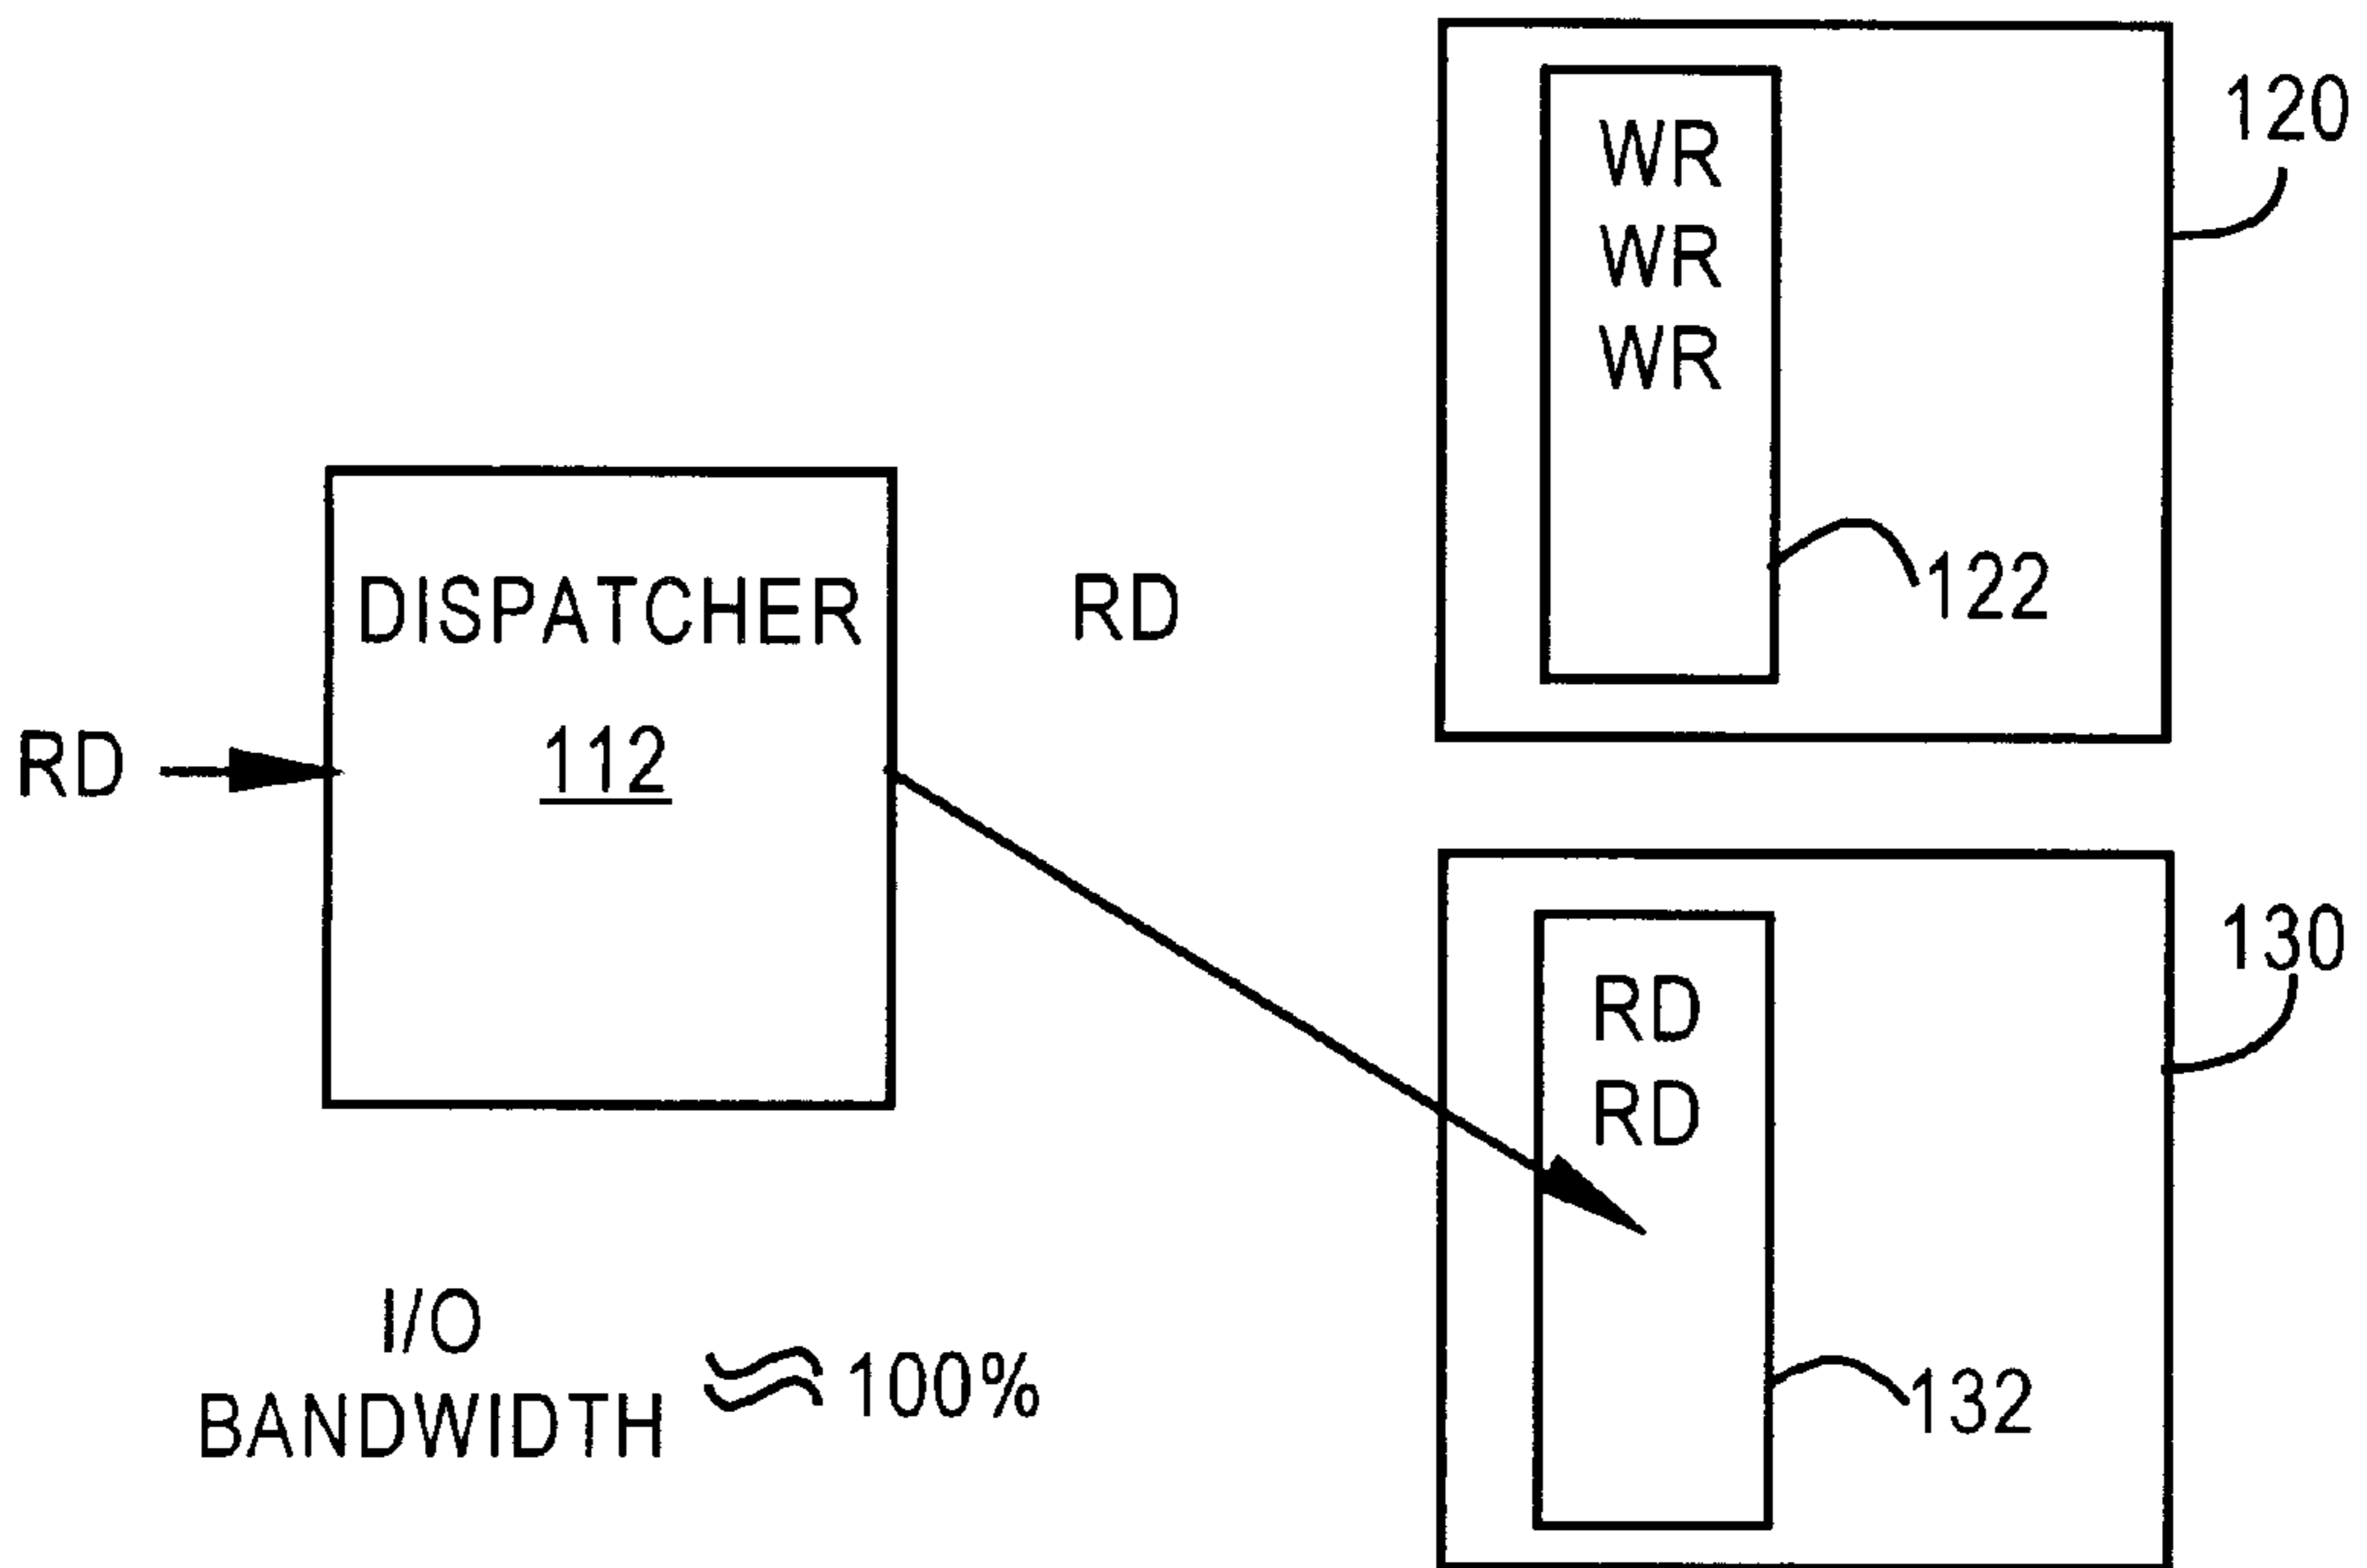 WR
WR
WR
120
122
DISPATCHER
112
RD
RD
RD
RD
130
132
I/O
BANDWIDTH ≈ 100%